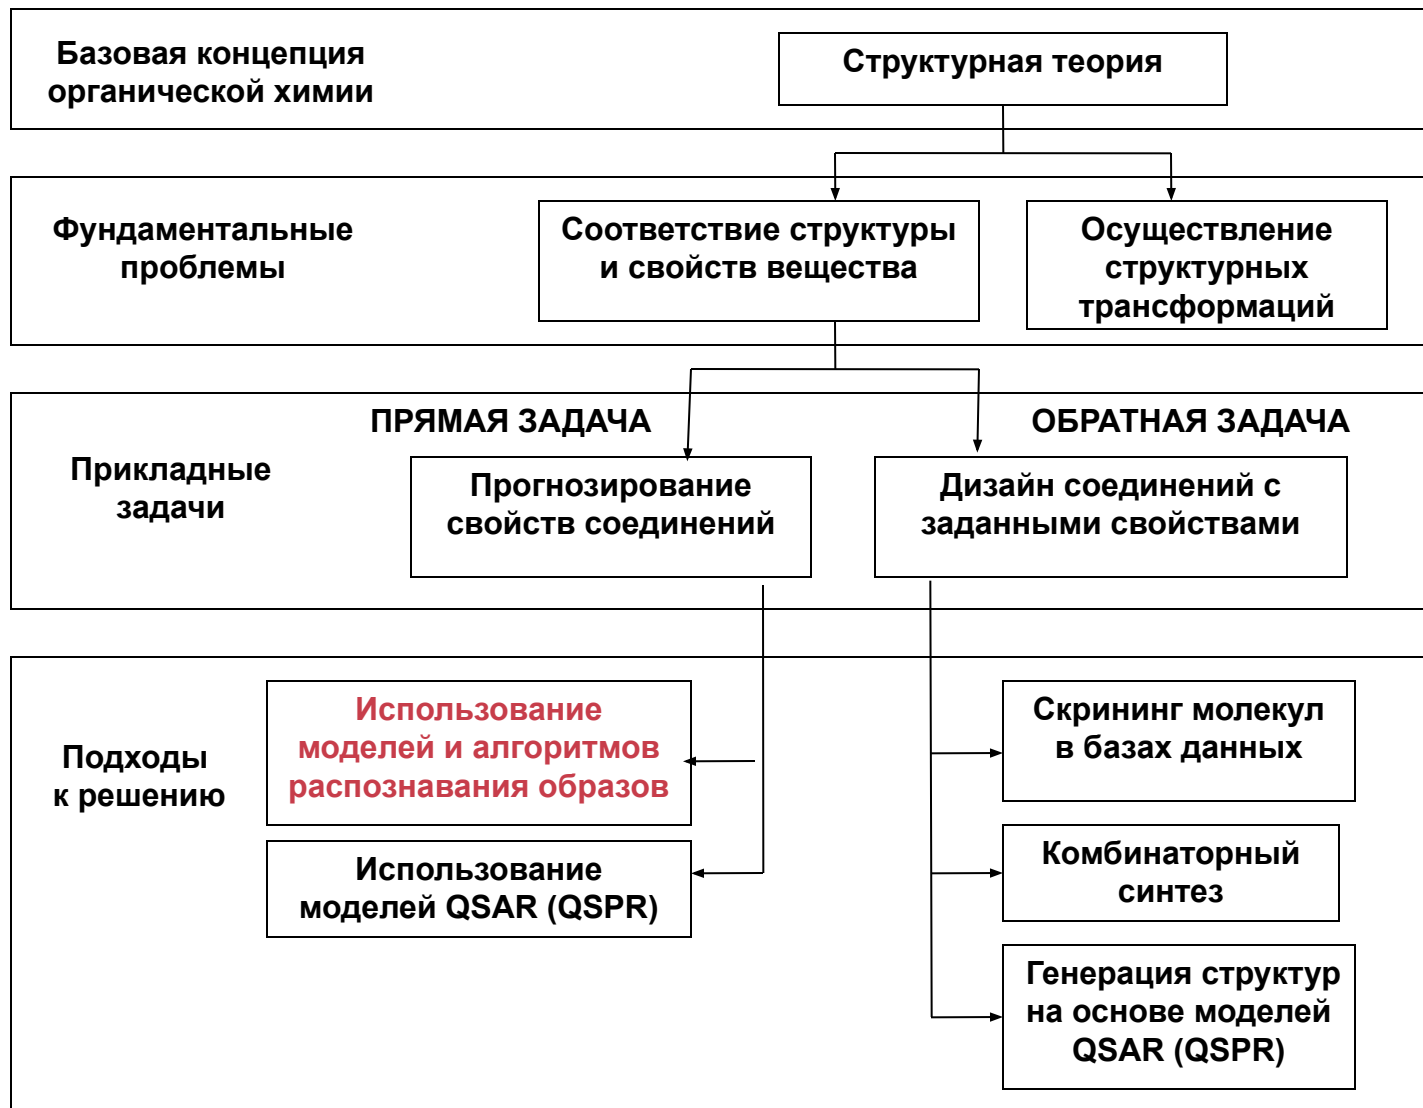 Базовая концепция
органической химии
Структурная теория
Фундаментальные
проблемы
Соответствие структуры
и свойств вещества
Осуществление
структурных
трансформаций
ПРЯМАЯ ЗАДАЧА
ОБРАТНАЯ ЗАДАЧА
Прикладные
задачи
Прогнозирование
свойств соединений
Дизайн соединений с
заданными свойствами
Подходы
к решению
Использование
моделей и алгоритмов
распознавания образов
Использование
моделей QSAR (QSPR)
Скрининг молекул
в базах данных
Комбинаторный
синтез
Генерация структур
на основе моделей
QSAR (QSPR)